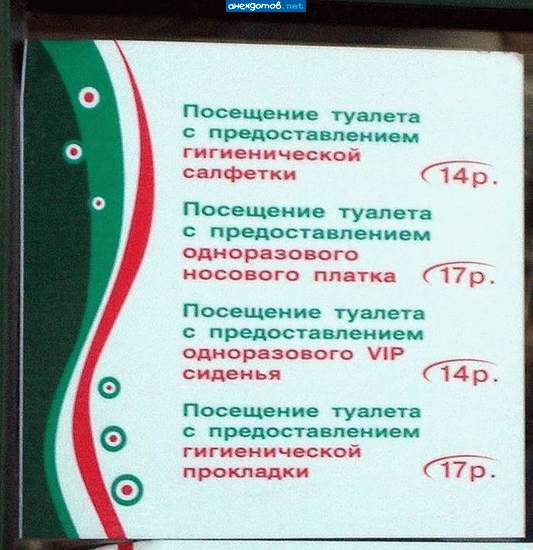 анекдотов.net
Посещение туалета
с предоставлением
гигиенической
салфетки 14р.
Посещение туалета
с предоставлением
одноразового
носового платка 17р.
Посещение туалета
с предоставлением
одноразового VIP
сиденья 14р.
Посещение туалета
с предоставлением
гигиенической
прокладки 17р.